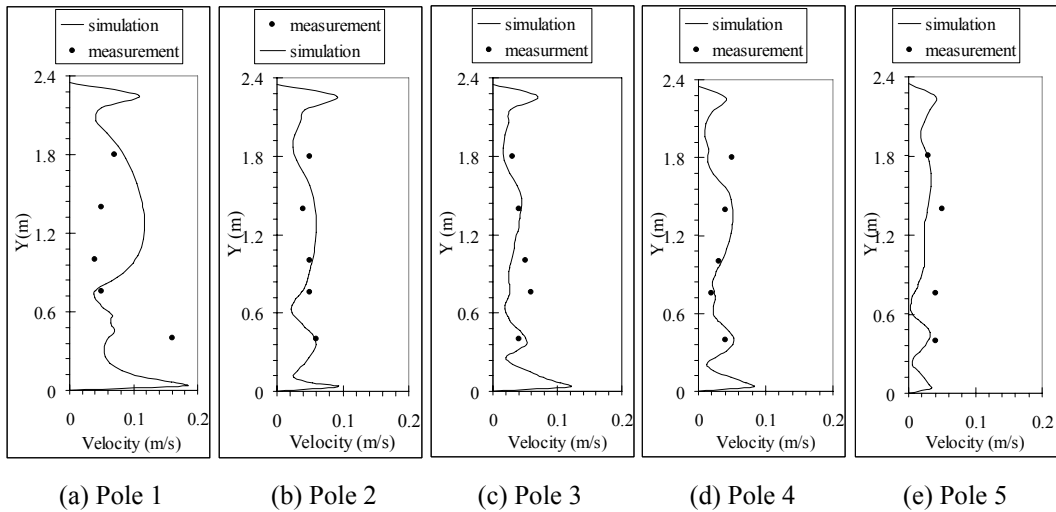 simulation
measurement
2.4
1.8
1.2
0.6
0
Y(m)
0 0.1 0.2
Velocity (m/s)
(a) Pole 1
measurement
simulation
2.4
1.8
1.2
0.6
0
Y (m)
0 0.1 0.2
Velocity (m/s)
(b) Pole 2
simulation
measurment
2.4
1.8
1.2
0.6
0
Y (m)
0 0.1 0.2
Velocity (m/s)
(c) Pole 3
simulation
measurement
2.4
1.8
1.2
0.6
0
Y (m)
0 0.1 0.2
Velocity (m/s)
(d) Pole 4
simulation
measurement
2.4
1.8
1.2
0.6
0
Y (m)
0 0.1 0.2
Velocity (m/s)
(e) Pole 5